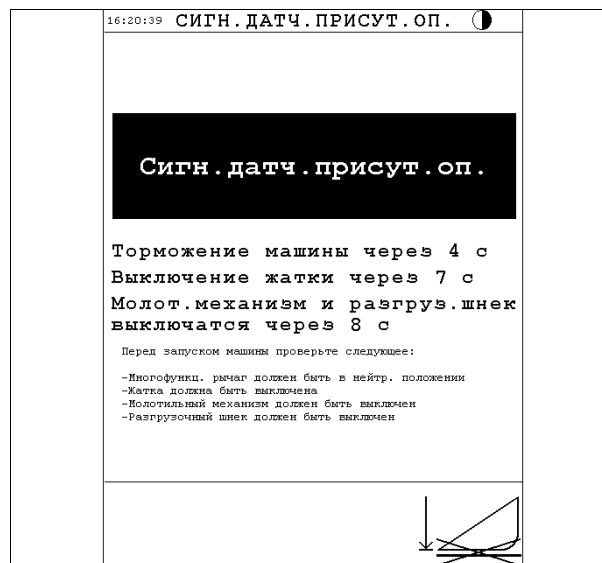 16:20:39 СИГН.ДАТЧ.ПРИСУТ.ОП.
Сигн.датч.присут.оп.
Торможение машины через 4 с
Выключение жатки через 7 с
Молот.механизм и разгруз.шнек
выключатся через 8 с
Перед запуском машины проверьте следующее:
-Многофункц. рычаг должен быть в нейтр. положении
-Жатка должна быть выключена
-Молотильный механизм должен быть выключен
-Разгрузочный шнек должен быть выключен